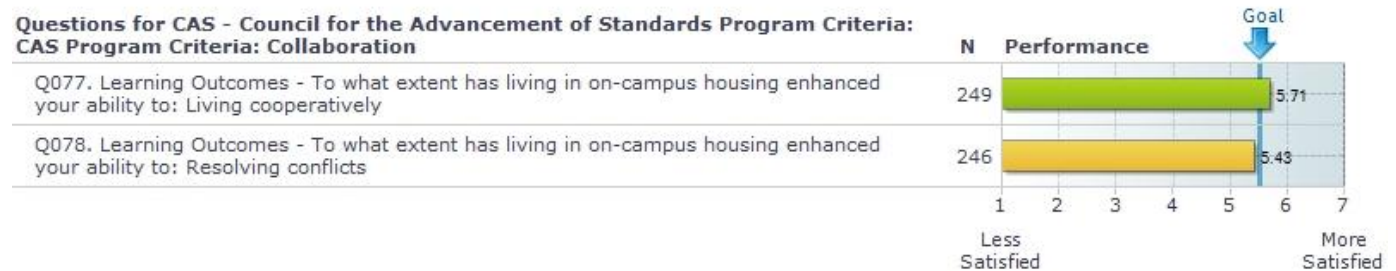 Questions for CAS - Council for the Advancement of Standards Program Criteria:
CAS Program Criteria: Collaboration
N Performance
Goal
Q077. Learning Outcomes - To what extent has living in on-campus housing enhanced
your ability to: Living cooperatively
249
5.71
Q078. Learning Outcomes - To what extent has living in on-campus housing enhanced
your ability to: Resolving conflicts
246
5.43
1 2 3 4 5 6 7
Less
Satisfied
More
Satisfied